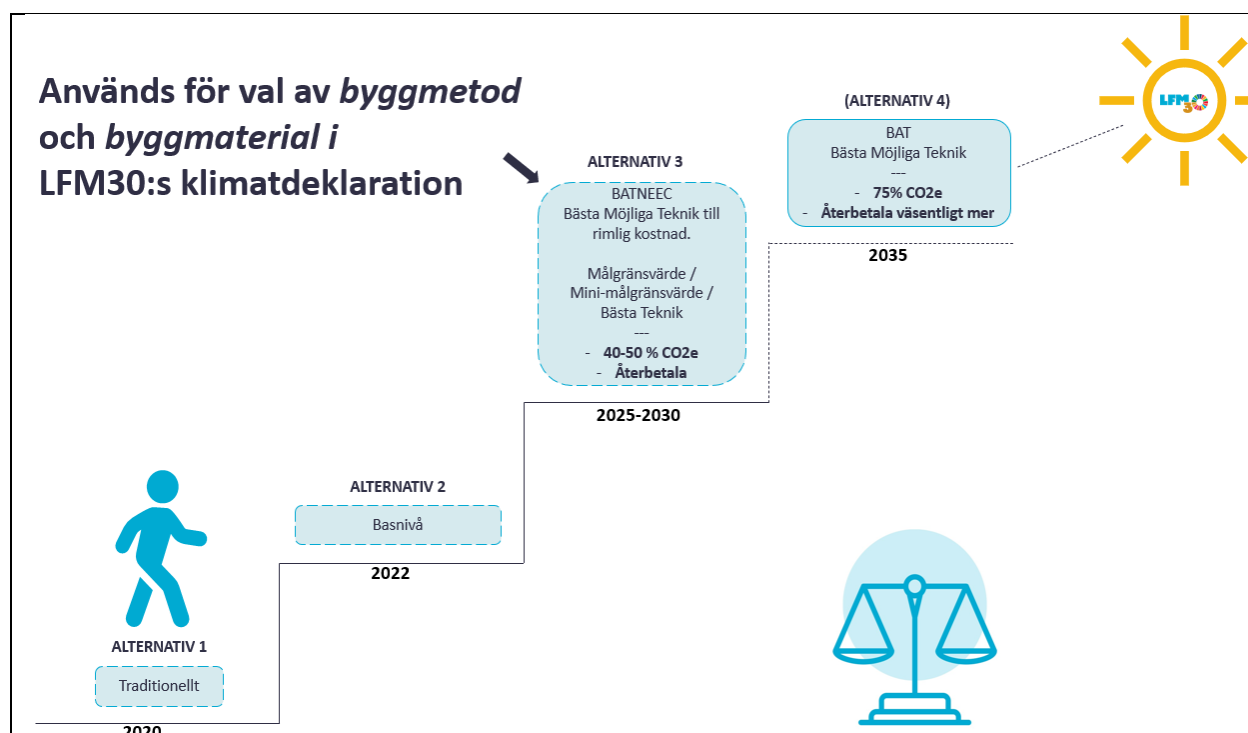 Används för val av byggmetod
och byggmaterial i
LFM30:s klimatdeklaration
ALTERNATIV 1
Traditionellt
2020
ALTERNATIV 2
Basnivå
2022
ALTERNATIV 3
BATNEEC
Bästa Möjliga Teknik till
rimlig kostnad.
Målgränsvärde /
Mini-målgränsvärde /
Bästa Teknik
---
- 40-50 % CO2e
- Återbetala
2025-2030
(ALTERNATIV 4)
BAT
Bästa Möjliga Teknik
---
- 75% CO2e
- Återbetala väsentligt mer
2035
LFM30